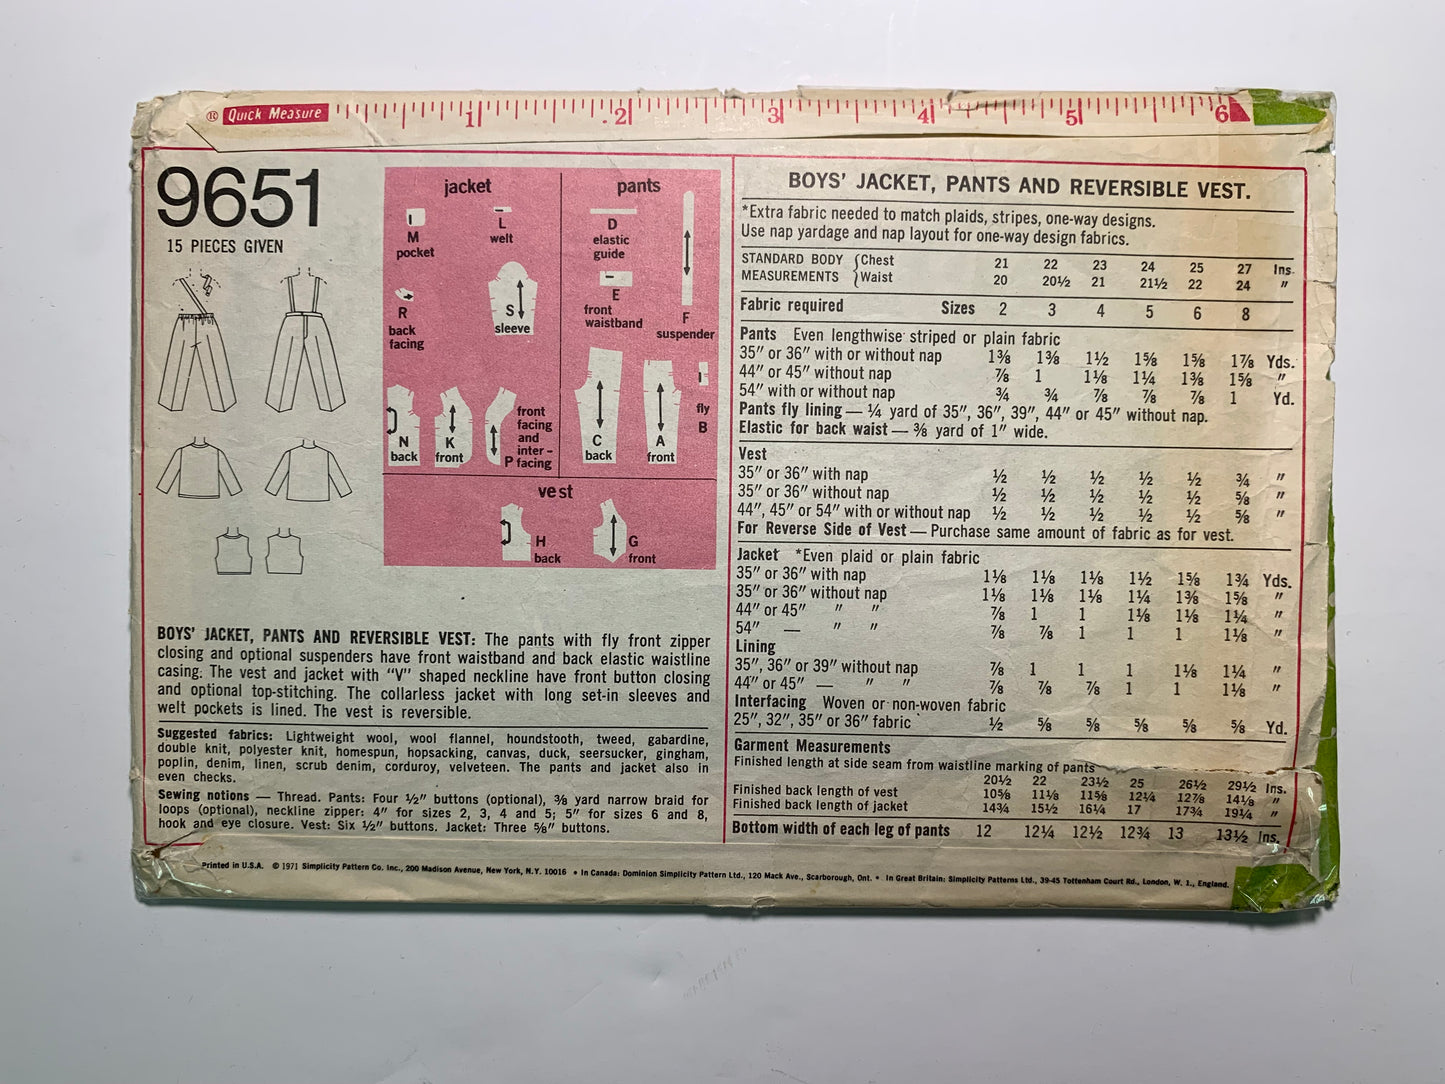 ® Quick Measure 1 2 3 4 5 6
9651
15 PIECES GIVEN
jacket
M
pocket
L
welt
R
back
facing
S
sleeve
N
back
K
front
front
facing
and
inter-
P facing
pants
D
elastic
guide
E
front
waistband
F
suspender
C
back
A
front
fly
B
vest
H
back
G
front
BOYS' JACKET, PANTS AND REVERSIBLE VEST: The pants with fly front zipper
closing and optional suspenders have front waistband and back elastic waistline
casing. The vest and jacket with "V" shaped neckline have front button closing
and optional top-stitching. The collarless jacket with long set-in sleeves and
welt pockets is lined. The vest is reversible.
Suggested fabrics: Lightweight wool, wool flannel, houndstooth, tweed, gabardine,
double knit, polyester knit, homespun, hopsacking, canvas, duck, seersucker, gingham,
poplin, denim, linen, scrub denim, corduroy, velveteen. The pants and jacket also in
even checks.
Sewing notions — Thread. Pants: Four ½" buttons (optional), ⅜ yard narrow braid for
loops (optional), neckline zipper: 4" for sizes 2, 3, 4 and 5; 5" for sizes 6 and 8,
hook and eye closure. Vest: Six ½" buttons. Jacket: Three ⅝" buttons.
BOYS' JACKET, PANTS AND REVERSIBLE VEST.
*Extra fabric needed to match plaids, stripes, one-way designs.
Use nap yardage and nap layout for one-way design fabrics.
STANDARD BODY { Chest 21 22 23 24 25 27 Ins.
MEASUREMENTS { Waist 20 20½ 21 21½ 22 24 "
Fabric required Sizes 2 3 4 5 6 8
Pants Even lengthwise striped or plain fabric
35" or 36" with or without nap 1⅜ 1⅜ 1½ 1⅝ 1⅝ 1⅞ Yds.
44" or 45" without nap ⅞ 1 1⅛ 1¼ 1⅜ 1⅝ "
54" with or without nap ¾ ¾ ⅞ ⅞ ⅞ 1 Yd.
Pants fly lining — ¼ yard of 35", 36", 39", 44" or 45" without nap.
Elastic for back waist — ⅜ yard of 1" wide.
Vest
35" or 36" with nap ½ ½ ½ ½ ½ ¾ "
35" or 36" without nap ½ ½ ½ ½ ½ ⅝ "
44", 45" or 54" with or without nap ½ ½ ½ ½ ½ ⅝ "
For Reverse Side of Vest — Purchase same amount of fabric as for vest.
Jacket *Even plaid or plain fabric
35" or 36" with nap 1⅛ 1⅛ 1⅛ 1½ 1⅝ 1¾ Yds.
35" or 36" without nap 1⅛ 1⅛ 1⅛ 1¼ 1⅜ 1⅝ "
44" or 45" " " ⅞ 1 1 1⅛ 1⅛ 1¼ "
54" — " " ⅞ ⅞ 1 1 1 1⅛ "
Lining
35", 36" or 39" without nap ⅞ 1 1 1 1⅛ 1¼ "
44" or 45" — " " ⅞ ⅞ ⅞ 1 1 1⅛ "
Interfacing Woven or non-woven fabric
25", 32", 35" or 36" fabric ½ ⅝ ⅝ ⅝ ⅝ ⅝ Yd.
Garment Measurements
Finished length at side seam from waistline marking of pants
20½ 22 23½ 25 26½ 29½ Ins.
Finished back length of vest 10⅝ 11⅛ 11⅝ 12¼ 12⅞ 14⅛ "
Finished back length of jacket 14¾ 15½ 16¼ 17 17¾ 19¼ "
Bottom width of each leg of pants 12 12¼ 12½ 12¾ 13 13½ Ins.
Printed in U.S.A. © 1971 Simplicity Pattern Co. Inc., 200 Madison Avenue, New York, N.Y. 10016 • In Canada: Dominion Simplicity Pattern Ltd., 120 Mack Ave., Scarborough, Ont. • In Great Britain: Simplicity Patterns Ltd., 39-45 Tottenham Court Rd., London, W. 1., England.